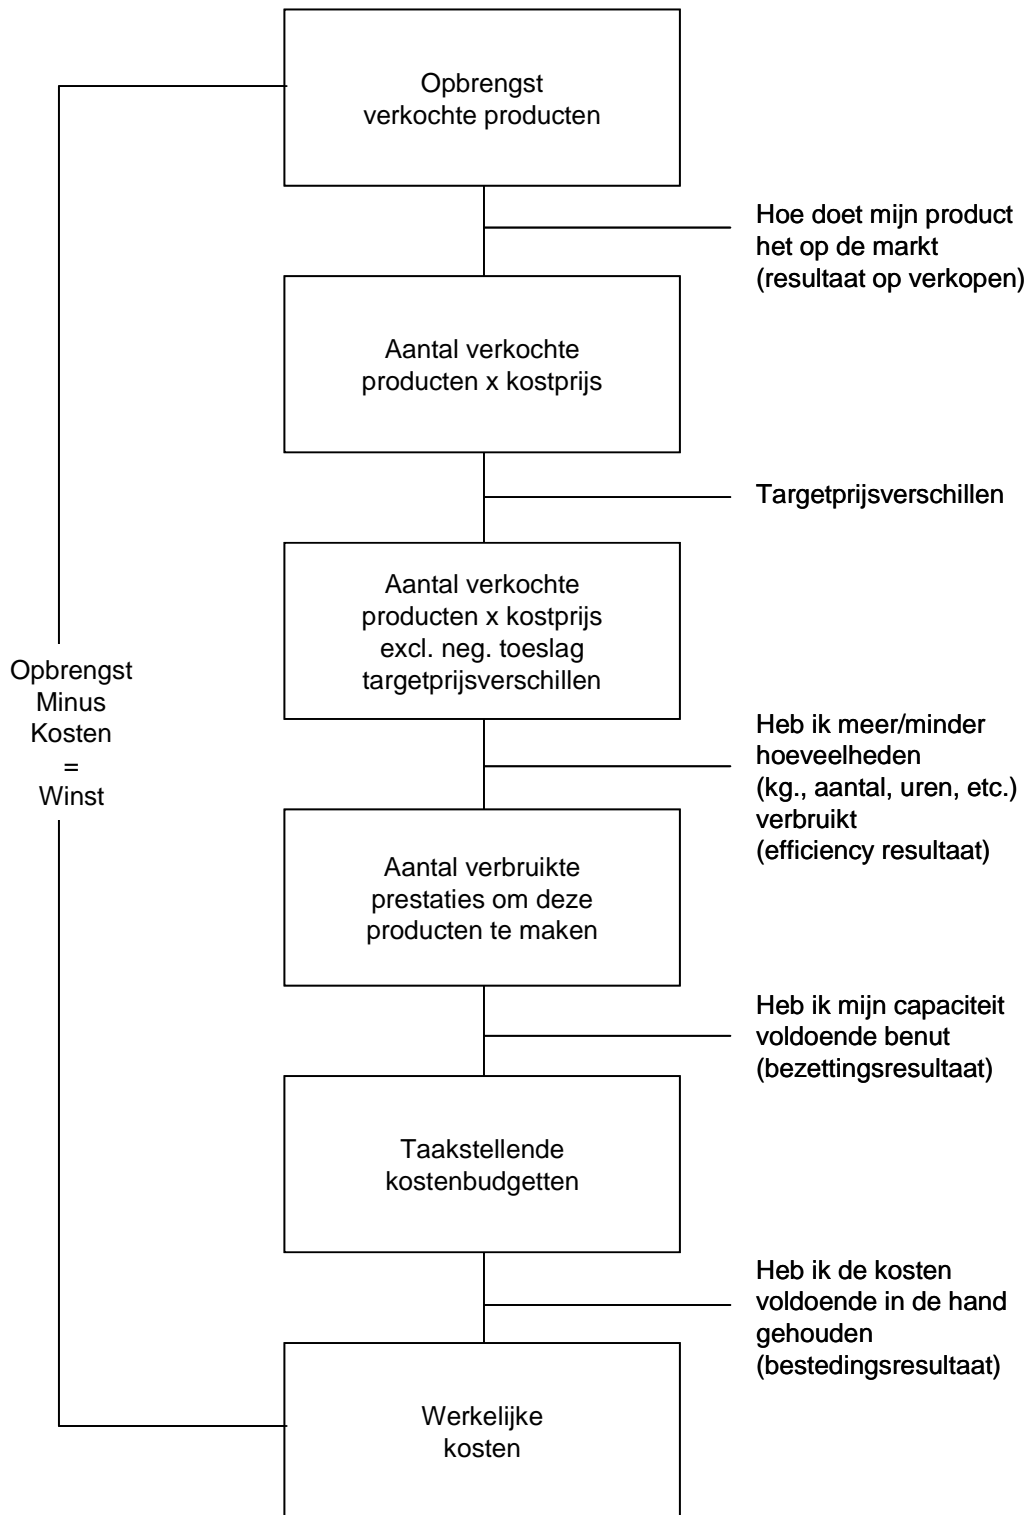 Opbrengst
verkochte producten
Hoe doet mijn product
het op de markt
(resultaat op verkopen)
Aantal verkochte
producten x kostprijs
Targetprijsverschillen
Aantal verkochte
producten x kostprijs
excl. neg. toeslag
targetprijsverschillen
Opbrengst
Minus
Kosten
=
Winst
Heb ik meer/minder
hoeveelheden
(kg., aantal, uren, etc.)
verbruikt
(efficiency resultaat)
Aantal verbruikte
prestaties om deze
producten te maken
Heb ik mijn capaciteit
voldoende benut
(bezettingsresultaat)
Taakstellende
kostenbudgetten
Heb ik de kosten
voldoende in de hand
gehouden
(bestedingsresultaat)
Werkelijke
kosten